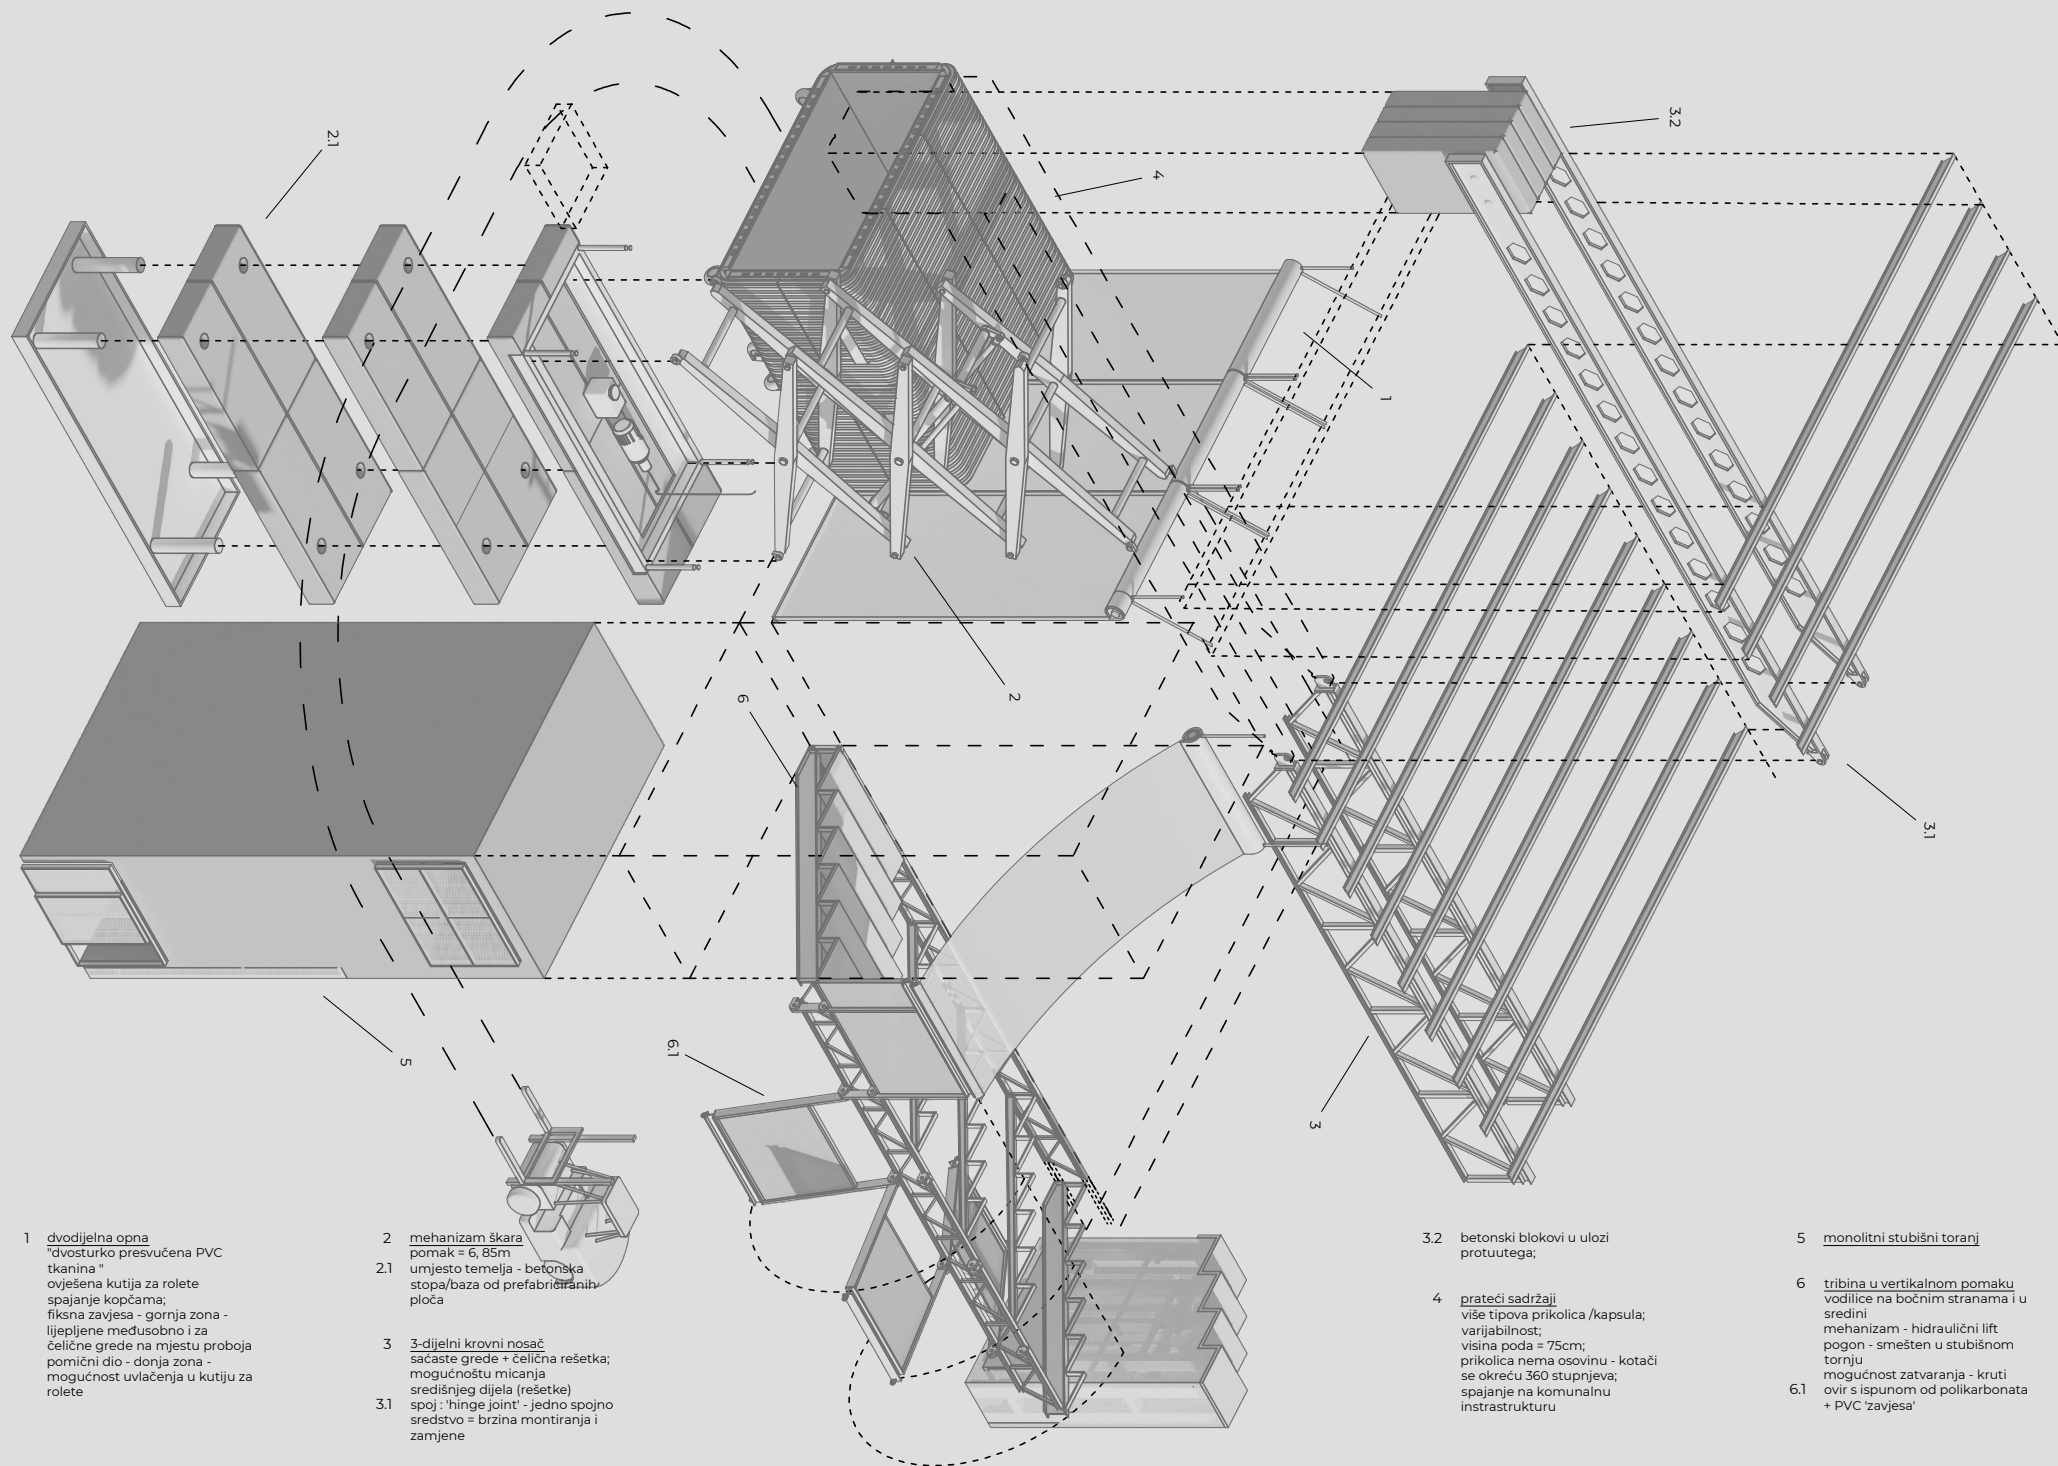 2.1
3.2
4
1
2
6
3.1
5
6.1
3
1 dvodijelna opna
"dvosturko presvučena PVC
tkanina "
ovješena kutija za rolete
spajanje kopčama;
fiksna zavjesa - gornja zona -
lijepljene međusobno i za
čelične grede na mjestu proboja
pomični dio - donja zona -
mogućnost uvlačenja u kutiju za
rolete
2 mehanizam škara
pomak = 6, 85m
2.1 umjesto temelja - betonska
stopa/baza od prefabriciranih
ploča
3 3-dijelni krovni nosač
saćaste grede + čelična rešetka;
mogućnoštu micanja
središnjeg dijela (rešetke)
3.1 spoj : 'hinge joint' - jedno spojno
sredstvo = brzina montiranja i
zamjene
3.2 betonski blokovi u ulozi
protuutega;
4 prateći sadržaji
više tipova prikolica /kapsula;
varijabilnost;
visina poda = 75cm;
prikolica nema osovinu - kotači
se okreću 360 stupnjeva;
spajanje na komunalnu
instrastrukturu
5 monolitni stubišni toranj
6 tribina u vertikalnom pomaku
vodilice na bočnim stranama i u
sredini
mehanizam - hidraulični lift
pogon - smešten u stubišnom
tornju
mogućnost zatvaranja - kruti
6.1 ovir s ispunom od polikarbonata
+ PVC 'zavjesa'